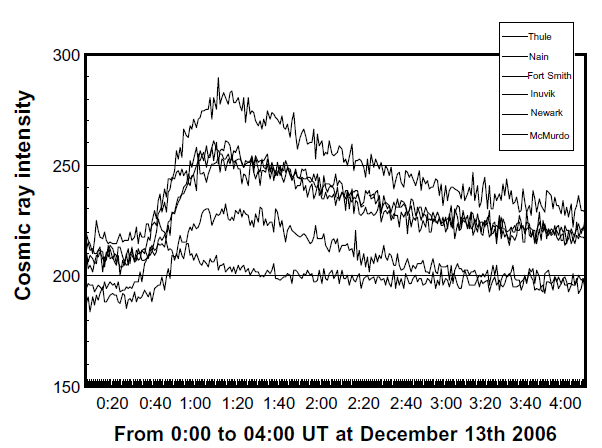 Thule
Nain
Fort Smith
Inuvik
Newark
McMurdo
Cosmic ray intensity
300
250
200
150
0:20 0:40 1:00 1:20 1:40 2:00 2:20 2:40 3:00 3:20 3:40 4:00
From 0:00 to 04:00 UT at December 13th 2006